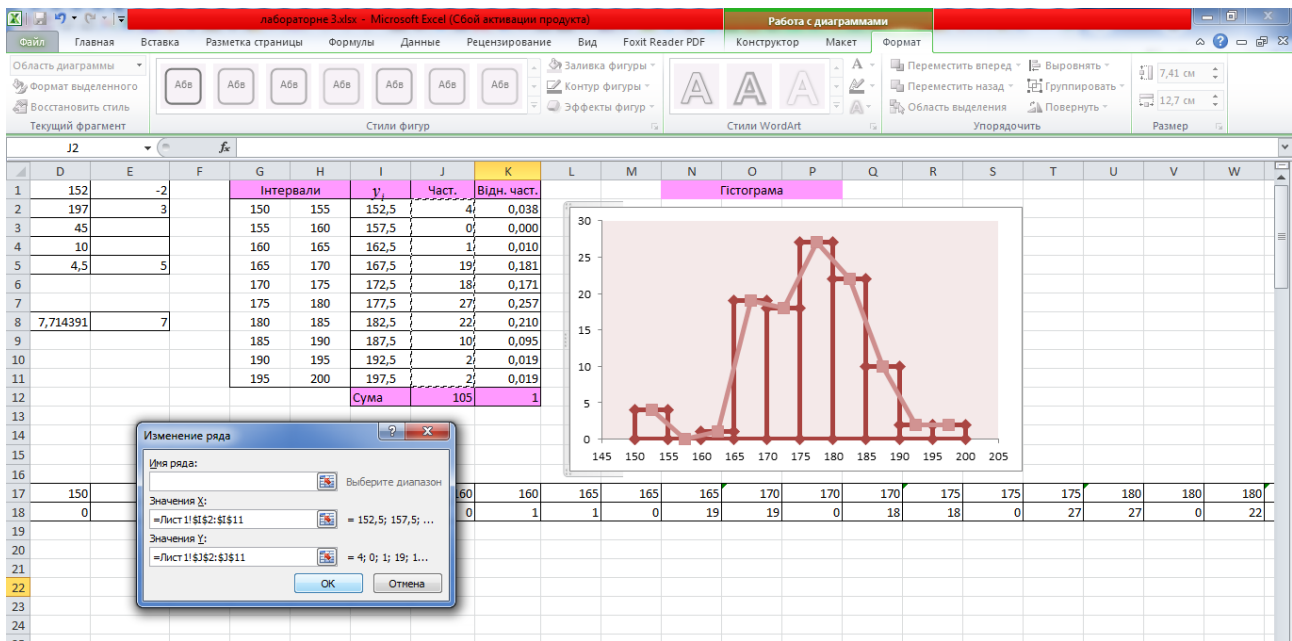 лабораторне 3.xlsx - Microsoft Excel (Сбой активации продукта) Работа с диаграммами
Файл Главная Вставка Разметка страницы Формулы Данные Рецензирование Вид Foxit Reader PDF Конструктор Макет Формат
Область диаграммы Абв Абв Абв Абв Абв Абв Абв Заливка фигуры A A A A Переместить вперед Выровнять 7,41 см
Формат выделенного Контур фигуры Переместить назад Группировать
Восстановить стиль Эффекты фигур A Область выделения Повернуть 12,7 см
Текущий фрагмент Стили фигур Стили WordArt Упорядочить Размер
J2 fx
D E F G H I J K L M N O P Q R S T U V W
1 152 -2 Інтервали yi Част. Відн. част. Гістограма
2 197 3 150 155 152,5 4 0,038
3 45 155 160 157,5 0 0,000
4 10 160 165 162,5 1 0,010
5 4,5 5 165 170 167,5 19 0,181
6 170 175 172,5 18 0,171
7 175 180 177,5 27 0,257
8 7,714391 7 180 185 182,5 22 0,210
9 185 190 187,5 10 0,095
10 190 195 192,5 2 0,019
11 195 200 197,5 2 0,019
12 Сума 105 1
30
25
20
15
10
5
0
145 150 155 160 165 170 175 180 185 190 195 200 205
13
14
15
16
17 150 160 160 165 165 165 170 170 170 175 175 175 180 180 180
18 0 0 1 1 0 19 19 0 18 18 0 27 27 0 22
19
20
21
22
23
24
Изменение ряда ?
Имя ряда:
Выберите диапазон
Значения X:
=Лист1!$I$2:$I$11 = 152,5; 157,5; ...
Значения Y:
=Лист1!$J$2:$J$11 = 4; 0; 1; 19; 1...
ОК Отмена